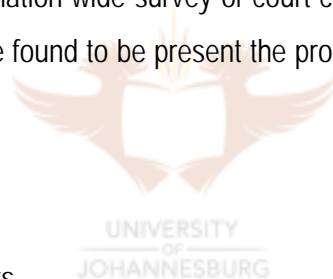 nation wide survey of court c
e found to be present the pro
UNIVERSITY
OF
JOHANNESBURG